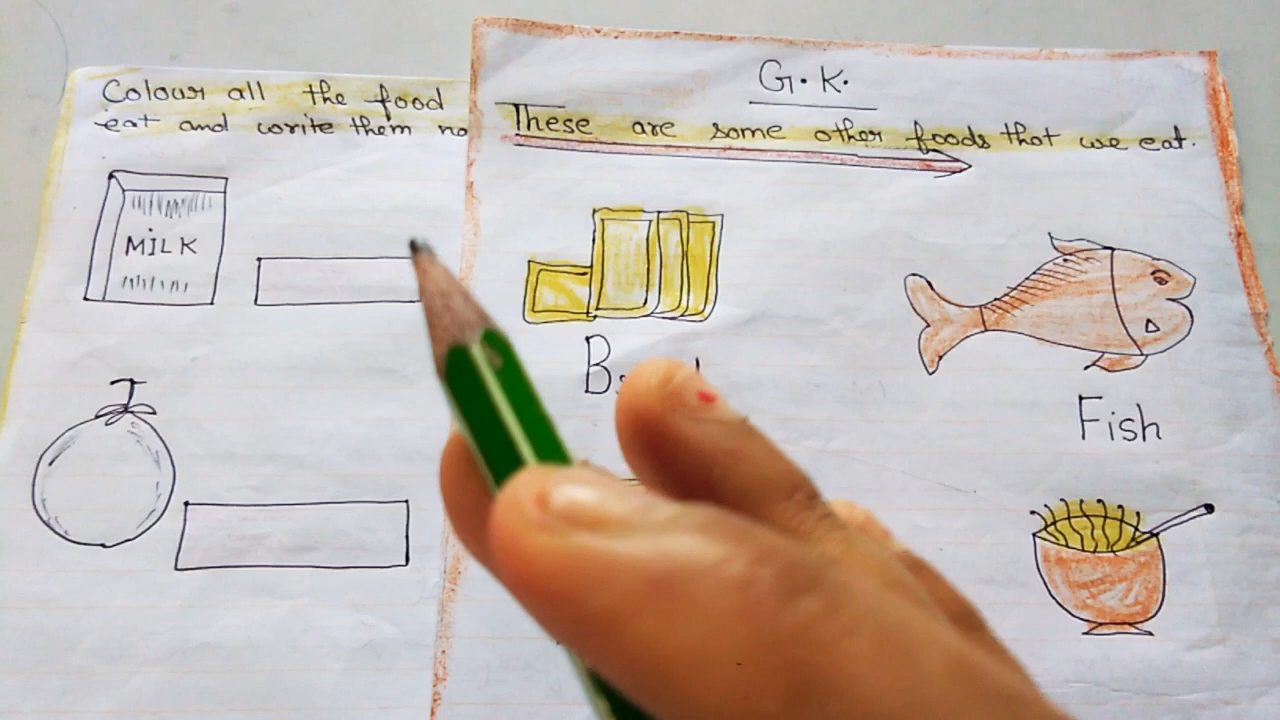 Colour all the food
eat and write them
MILK
G.K.
These are some other foods that we eat.
Fish